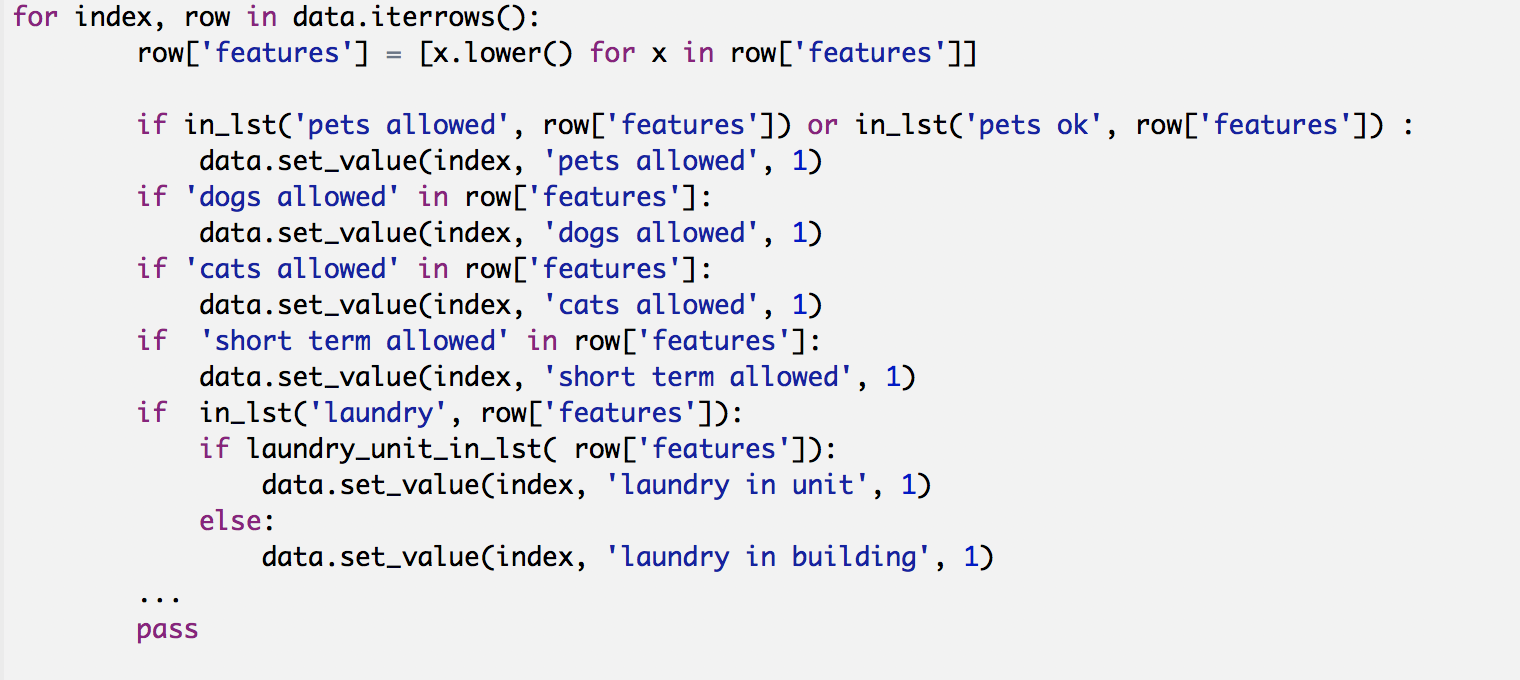 for index, row in data.iterrows():
        row['features'] = [x.lower() for x in row['features']]

        if in_lst('pets allowed', row['features']) or in_lst('pets ok', row['features']) :
            data.set_value(index, 'pets allowed', 1)
        if 'dogs allowed' in row['features']:
            data.set_value(index, 'dogs allowed', 1)
        if 'cats allowed' in row['features']:
            data.set_value(index, 'cats allowed', 1)
        if  'short term allowed' in row['features']:
            data.set_value(index, 'short term allowed', 1)
        if  in_lst('laundry', row['features']):
            if laundry_unit_in_lst( row['features']):
                data.set_value(index, 'laundry in unit', 1)
            else:
                data.set_value(index, 'laundry in building', 1)
        ...
        pass